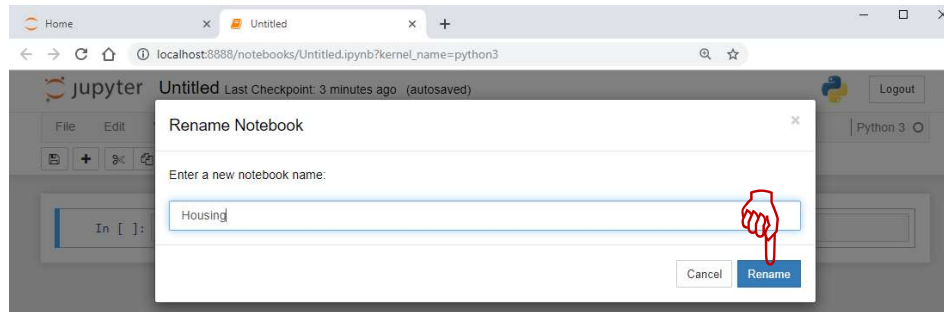 Home
Untitled
localhost:8888/notebooks/Untitled.ipynb?kernel_name=python3
jupyter Untitled Last Checkpoint: 3 minutes ago (autosaved)
Logout
File Edit
Python 3
Rename Notebook
Enter a new notebook name:
Housing
In [ ]:
Cancel Rename